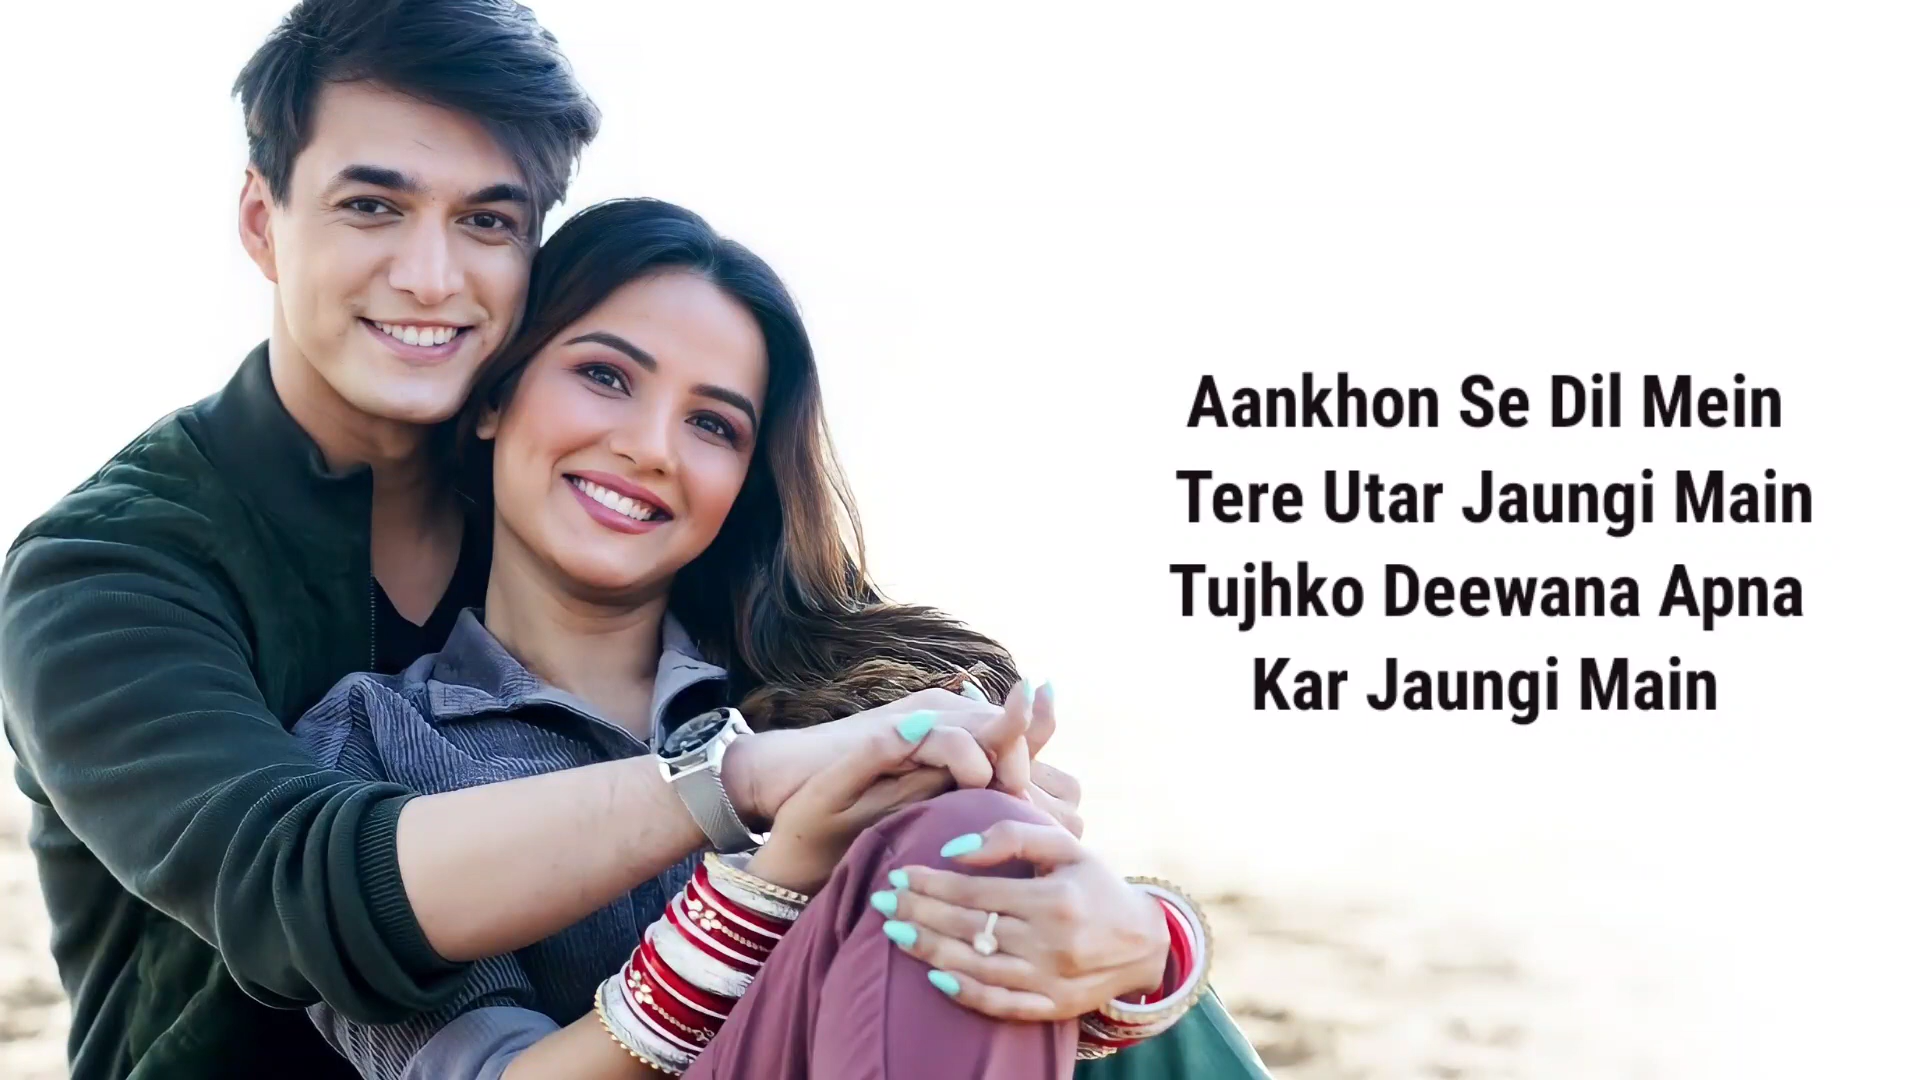 Aankhon Se Dil Mein
Tere Utar Jaungi Main
Tujhko Deewana Apna
Kar Jaungi Main